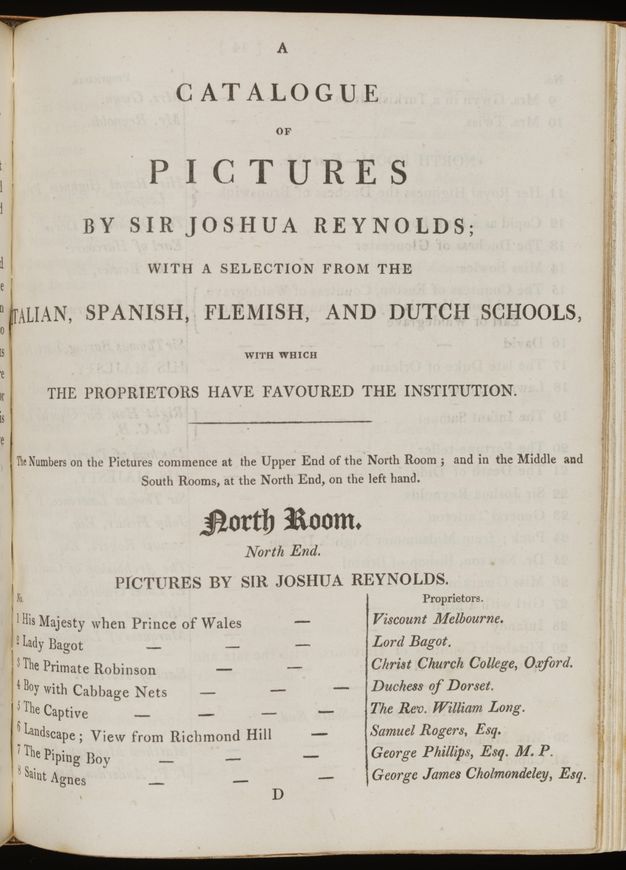 A
CATALOGUE
OF
PICTURES
BY SIR JOSHUA REYNOLDS;
WITH A SELECTION FROM THE
ITALIAN, SPANISH, FLEMISH, AND DUTCH SCHOOLS,
WITH WHICH
THE PROPRIETORS HAVE FAVOURED THE INSTITUTION.
The Numbers on the Pictures commence at the Upper End of the North Room; and in the Middle and
South Rooms, at the North End, on the left hand.
North Room.
North End.
PICTURES BY SIR JOSHUA REYNOLDS.
No. Proprietors.
1 His Majesty when Prince of Wales — Viscount Melbourne.
2 Lady Bagot — — — Lord Bagot.
3 The Primate Robinson — — Christ Church College, Oxford.
4 Boy with Cabbage Nets — — — Duchess of Dorset.
5 The Captive — — — — The Rev. William Long.
6 Landscape; View from Richmond Hill — Samuel Rogers, Esq.
7 The Piping Boy — — — George Phillips, Esq. M. P.
8 Saint Agnes — — — George James Cholmondeley, Esq.
D